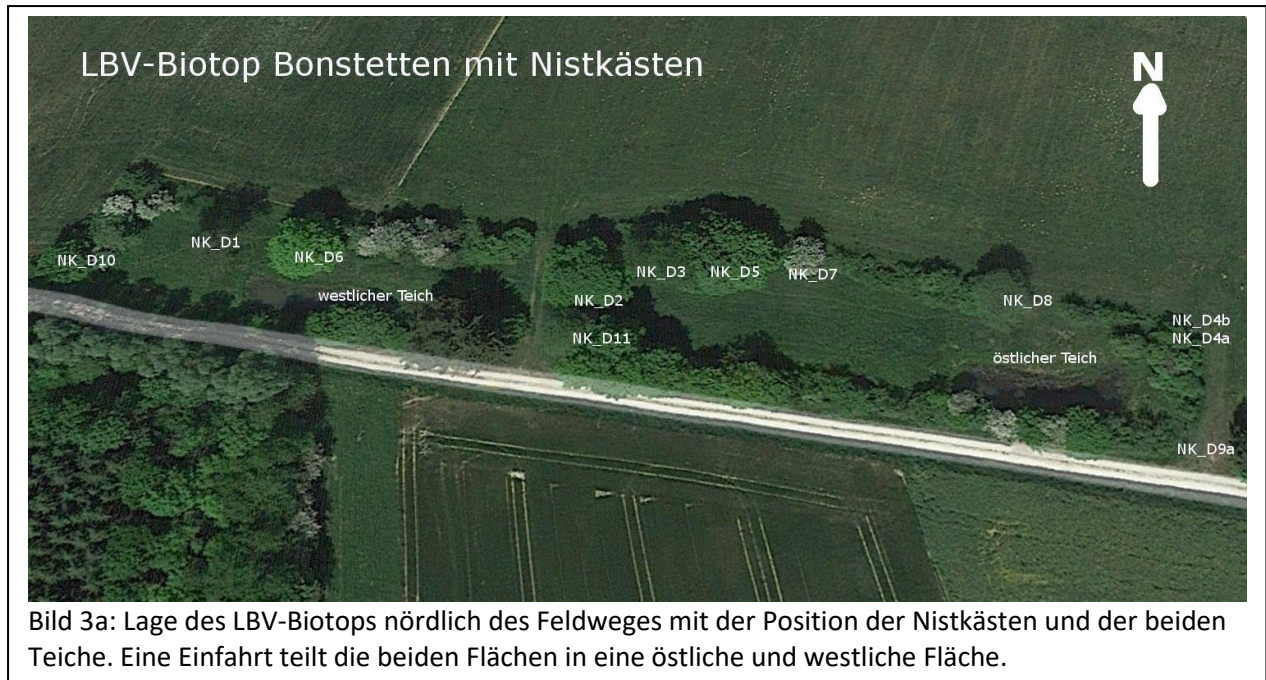 LBV-Biotop Bonstetten mit Nistkästen
N
NK_D1
NK_D10
NK_D6
westlicher Teich
NK_D3
NK_D5
NK_D7
NK_D2
NK_D11
NK_D8
NK_D4b
NK_D4a
östlicher Teich
NK_D9a
Bild 3a: Lage des LBV-Biotops nördlich des Feldweges mit der Position der Nistkästen und der beiden
Teiche. Eine Einfahrt teilt die beiden Flächen in eine östliche und westliche Fläche.